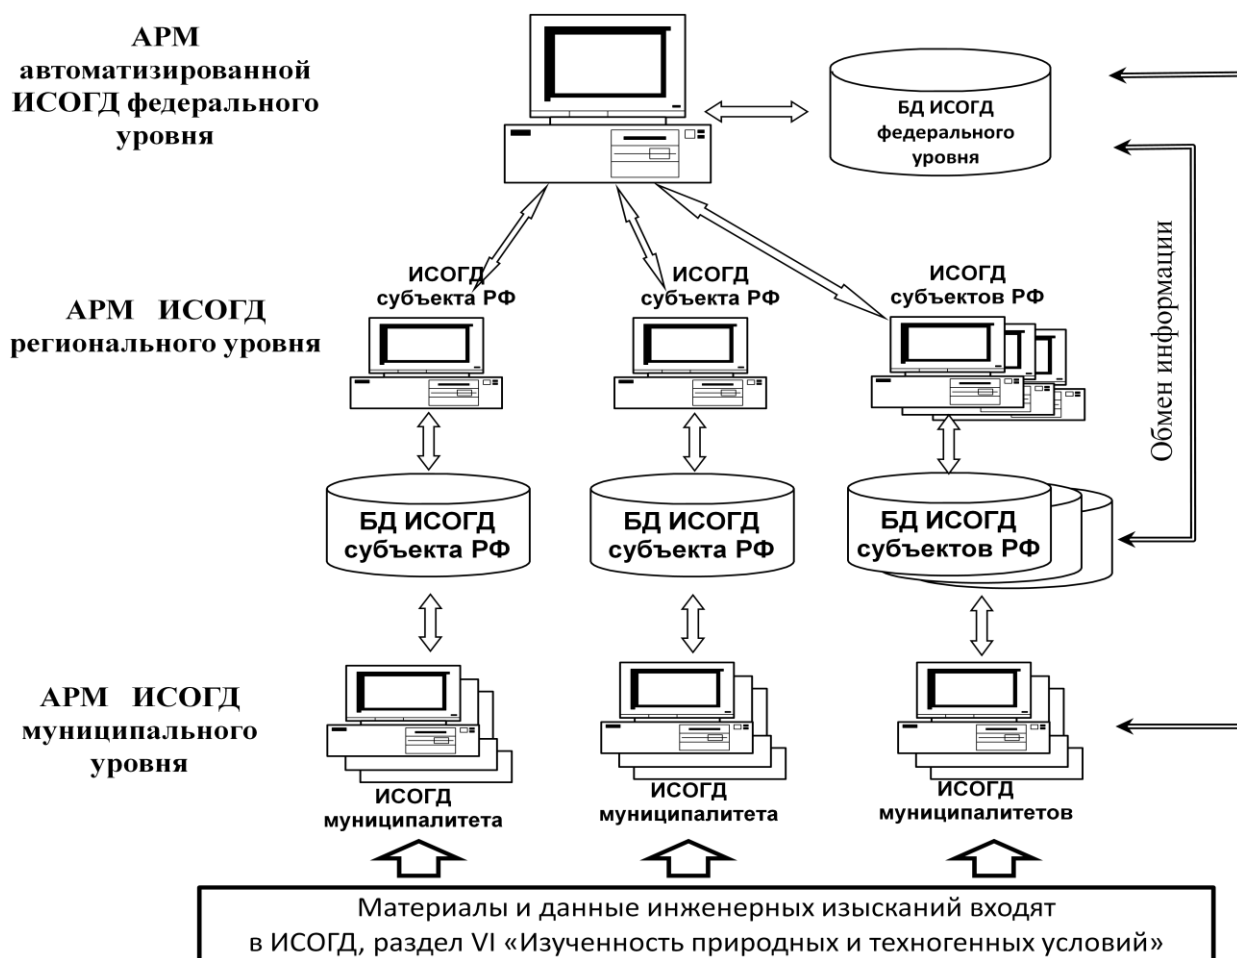 АРМ
автоматизированной
ИСОГД федерального
уровня
БД ИСОГД
федерального
уровня
ИСОГД
субъекта РФ
ИСОГД
субъекта РФ
ИСОГД
субъектов РФ
АРМ ИСОГД
регионального уровня
Обмен информации
БД ИСОГД
субъекта РФ
БД ИСОГД
субъекта РФ
БД ИСОГД
субъектов РФ
АРМ ИСОГД
муниципального
уровня
ИСОГД
муниципалитета
ИСОГД
муниципалитета
ИСОГД
муниципалитетов
Материалы и данные инженерных изысканий входят
в ИСОГД, раздел VI «Изученность природных и техногенных условий»